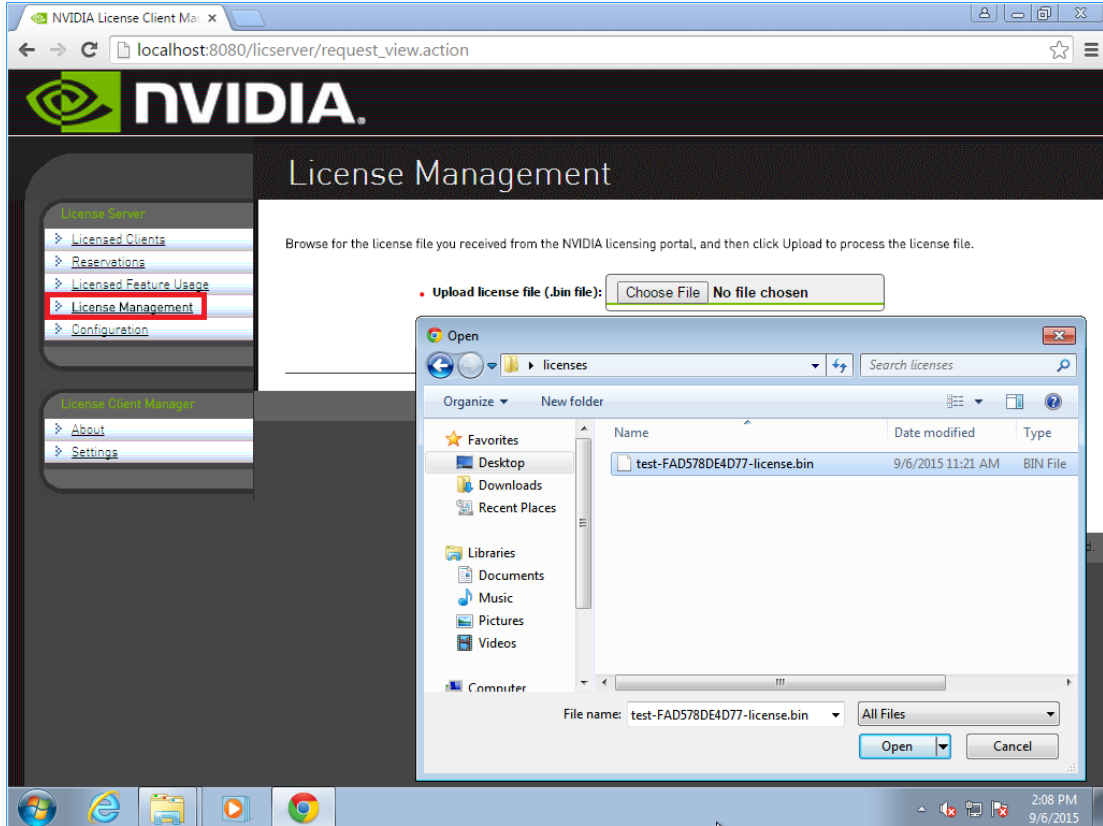 NVIDIA License Client Ma
localhost:8080/licserver/request_view.action
NVIDIA.
License Management
License Server
Licensed Clients
Reservations
Licensed Feature Usage
License Management
Configuration
License Client Manager
About
Settings
Browse for the license file you received from the NVIDIA licensing portal, and then click Upload to process the license file.
Upload license file (.bin file): Choose File No file chosen
Open
licenses
Search licenses
Organize New folder
Favorites
Desktop
Downloads
Recent Places
Libraries
Documents
Music
Pictures
Videos
Computer
Name Date modified Type
test-FAD578DE4D77-license.bin 9/6/2015 11:21 AM BIN File
File name: test-FAD578DE4D77-license.bin All Files
Open Cancel
2:08 PM
9/6/2015